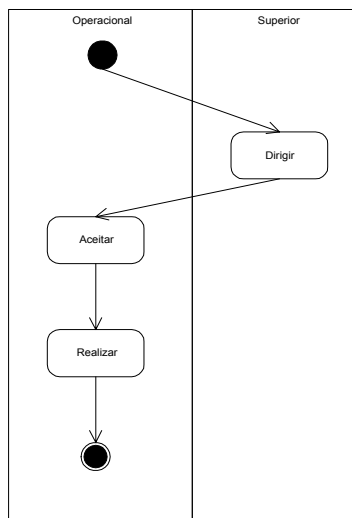 Operacional
Superior
Dirigir
Aceitar
Realizar